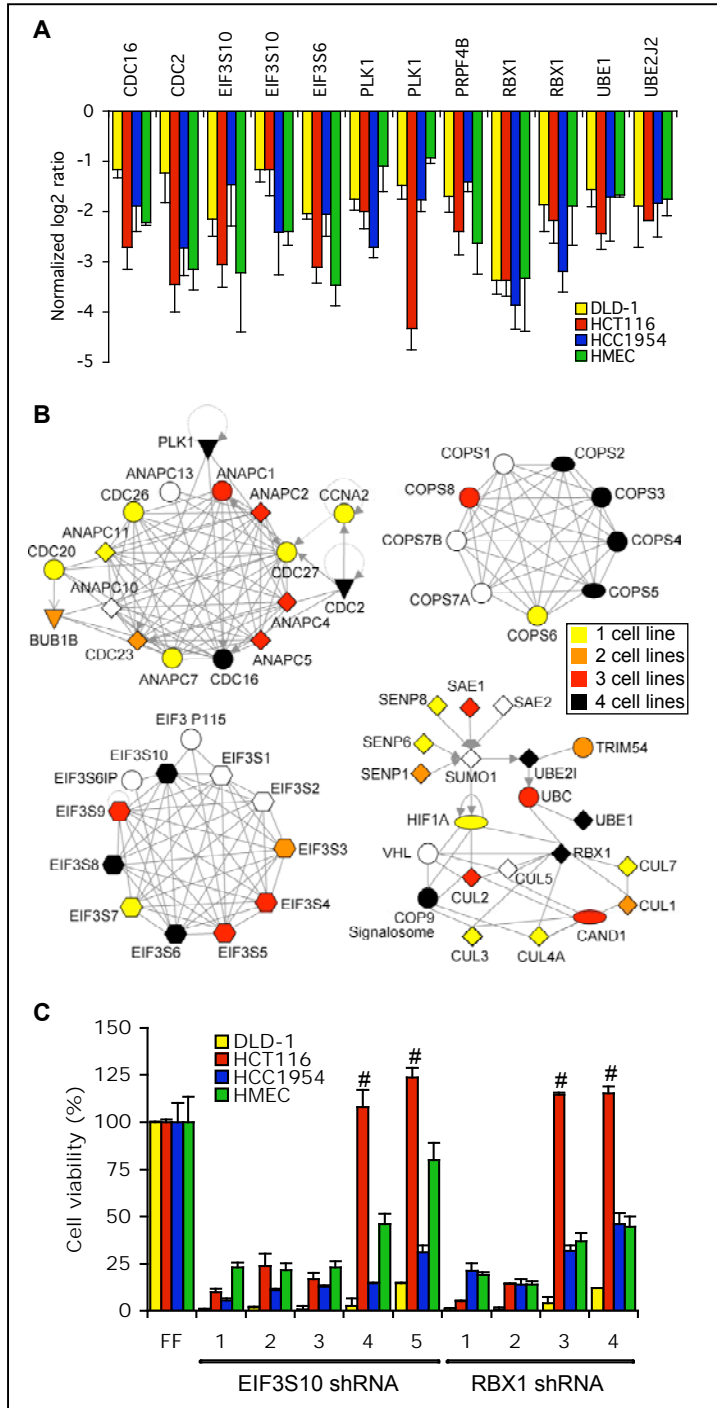 A
CDC16
CDC2
EIF3S10
EIF3S10
EIF3S6
PLK1
PLK1
PRPF4B
RBX1
RBX1
UBE1
UBE2J2
Normalized log2 ratio
0
-1
-2
-3
-4
-5
DLD-1
HCT116
HCC1954
HMEC
B
PLK1
ANAPC13
ANAPC1
CDC26
ANAPC2
CCNA2
ANAPC11
CDC20
CDC27
ANAPC10
CDC2
ANAPC4
BUB1B
CDC23
ANAPC5
ANAPC7
CDC16
COPS1
COPS2
COPS8
COPS3
COPS7B
COPS4
COPS7A
COPS5
COPS6
1 cell line
2 cell lines
3 cell lines
4 cell lines
EIF3 P115
EIF3S10
EIF3S1
EIF3S6IP
EIF3S2
EIF3S9
EIF3S3
EIF3S8
EIF3S4
EIF3S7
EIF3S6
EIF3S5
SENP8
SAE1
SAE2
SENP6
TRIM54
SENP1
SUMO1
UBE2I
UBC
HIF1A
UBE1
VHL
RBX1
CUL5
CUL7
CUL2
CUL1
COP9
Signalosome
CAND1
CUL3
CUL4A
C
DLD-1
HCT116
HCC1954
HMEC
# # # #
Cell viability (%)
150
125
100
75
50
25
0
FF 1 2 3 4 5 1 2 3 4
EIF3S10 shRNA RBX1 shRNA